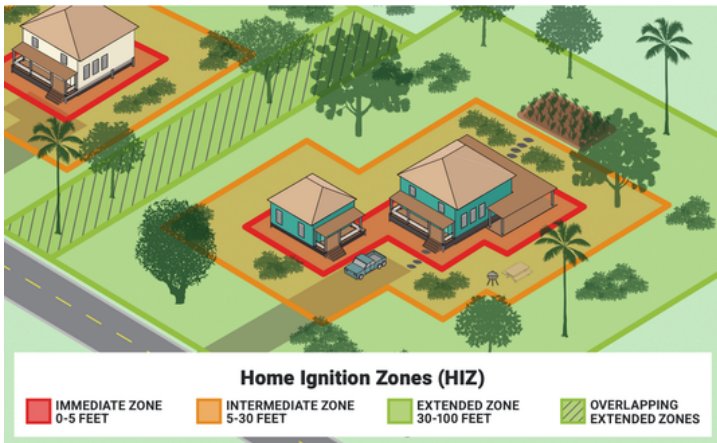 Home Ignition Zones (HIZ)
IMMEDIATE ZONE
0-5 FEET
INTERMEDIATE ZONE
5-30 FEET
EXTENDED ZONE
30-100 FEET
OVERLAPPING
EXTENDED ZONES